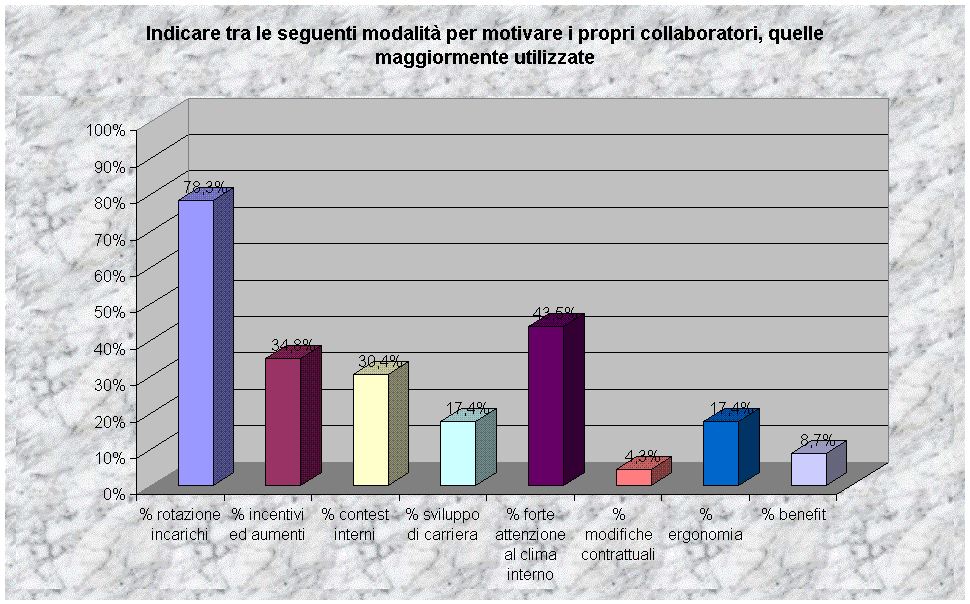 Indicare tra le seguenti modalità per motivare i propri collaboratori, quelle
maggiormente utilizzate
100%
90%
80%
70%
60%
50%
40%
30%
20%
10%
0%
78,3%
34,8%
30,4%
17,4%
43,5%
4,3%
17,4%
8,7%
% rotazione
incarichi
% incentivi
ed aumenti
% contest
interni
% sviluppo
di carriera
% forte
attenzione
al clima
interno
%
modifiche
contrattuali
%
ergonomia
% benefit